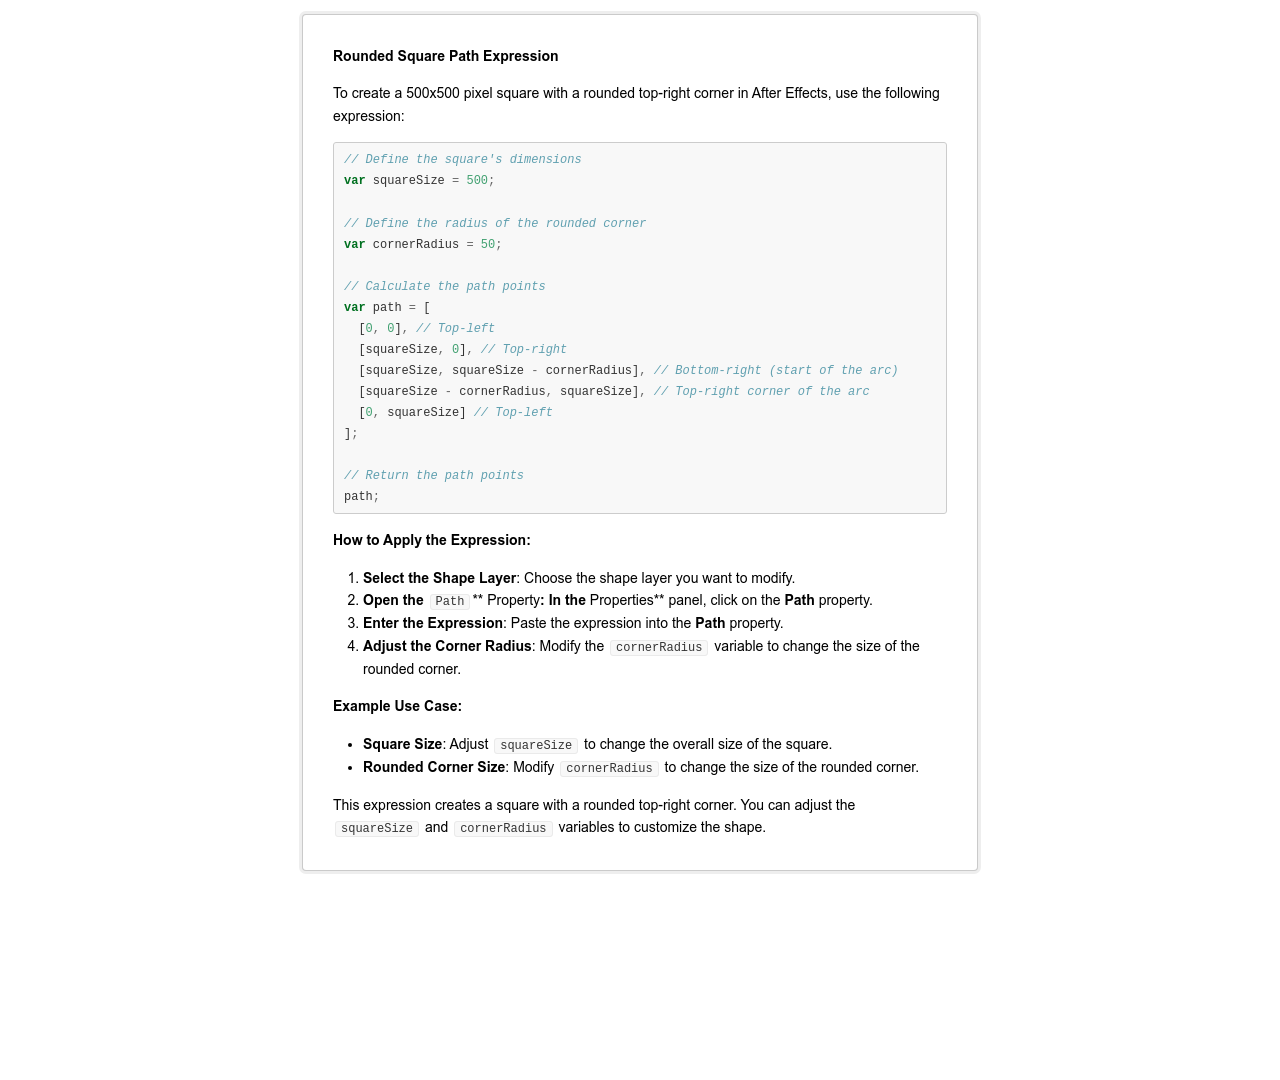 Rounded Square Path Expression
To create a 500x500 pixel square with a rounded top-right corner in After Effects, use the following
expression:
// Define the square's dimensions
var squareSize = 500;
// Define the radius of the rounded corner
var cornerRadius = 50;
// Calculate the path points
var path = [
  [0, 0], // Top-left
  [squareSize, 0], // Top-right
  [squareSize, squareSize - cornerRadius], // Bottom-right (start of the arc)
  [squareSize - cornerRadius, squareSize], // Top-right corner of the arc
  [0, squareSize] // Top-left
];
// Return the path points
path;
How to Apply the Expression:
1. Select the Shape Layer: Choose the shape layer you want to modify.
2. Open the Path ** Property: In the Properties** panel, click on the Path property.
3. Enter the Expression: Paste the expression into the Path property.
4. Adjust the Corner Radius: Modify the cornerRadius variable to change the size of the
rounded corner.
Example Use Case:
• Square Size: Adjust squareSize to change the overall size of the square.
• Rounded Corner Size: Modify cornerRadius to change the size of the rounded corner.
This expression creates a square with a rounded top-right corner. You can adjust the
squareSize and cornerRadius variables to customize the shape.